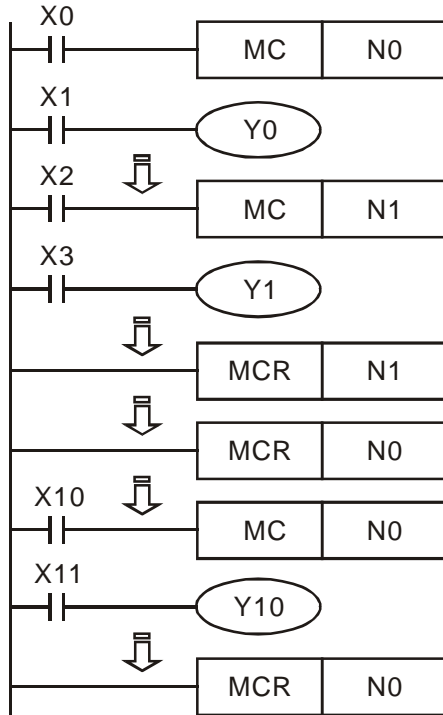 X0
MC N0
X1
Y0
X2
MC N1
X3
Y1
MCR N1
MCR N0
X10
MC N0
X11
Y10
MCR N0